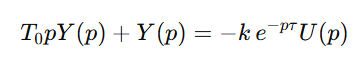 T₀pY(p) + Y(p) = −k e^{−pτ}U(p)